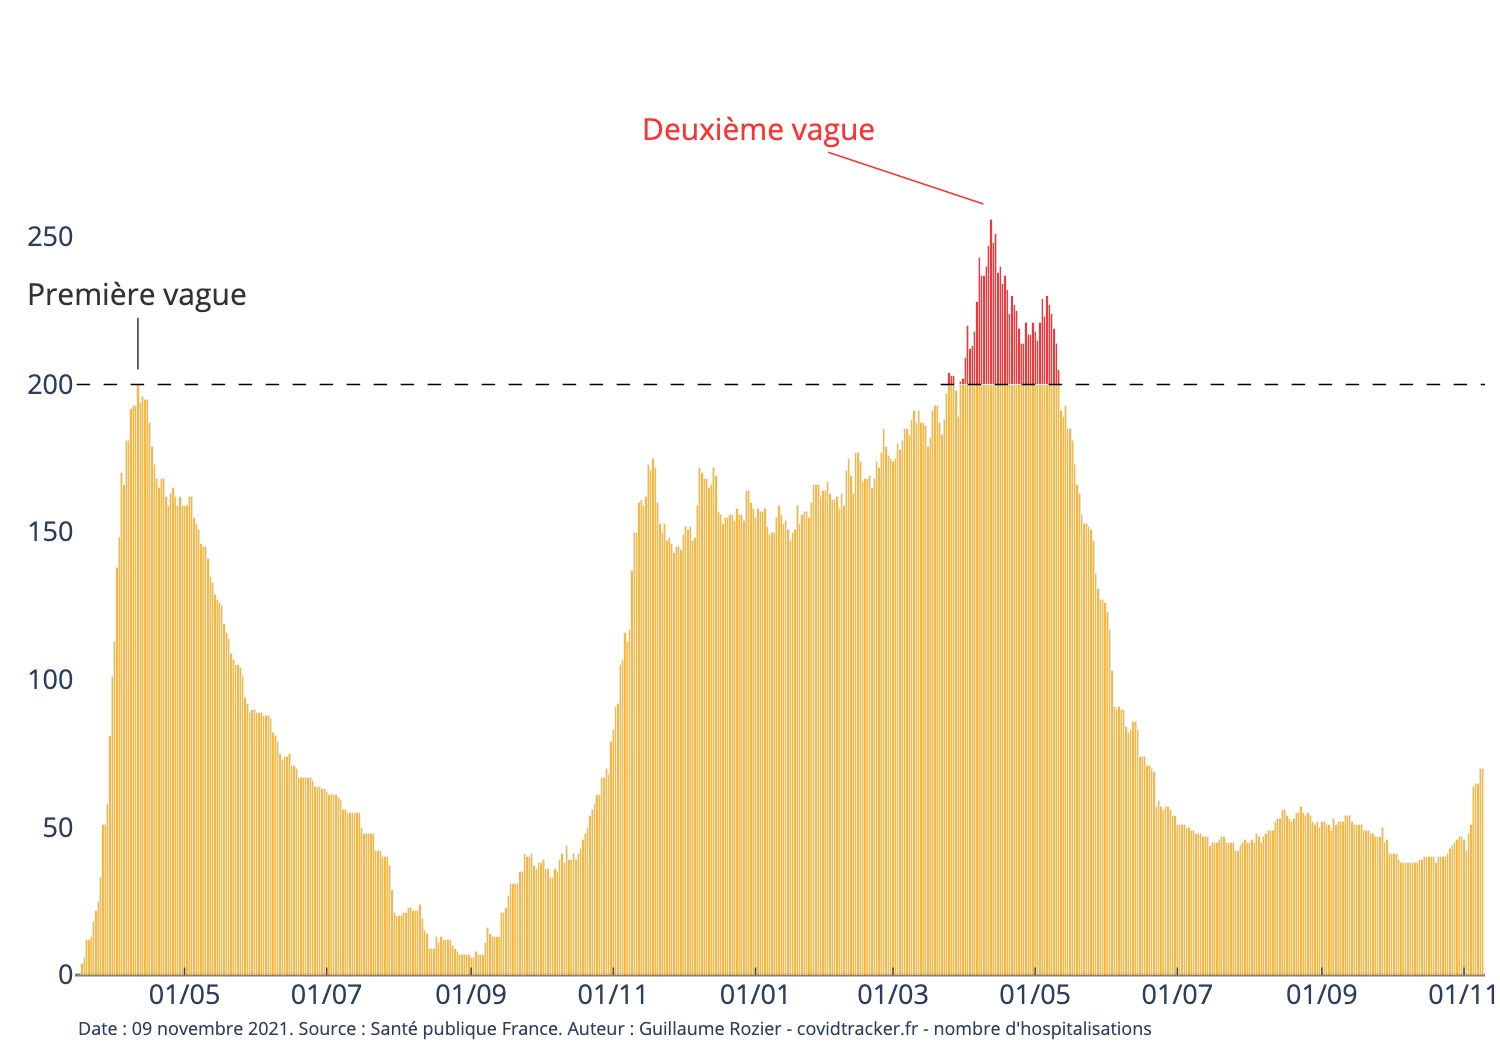 Deuxième vague
250
Première vague
200
150
100
50
0
01/05 01/07 01/09 01/11 01/01 01/03 01/05 01/07 01/09 01/11
Date : 09 novembre 2021. Source : Santé publique France. Auteur : Guillaume Rozier - covidtracker.fr - nombre d'hospitalisations